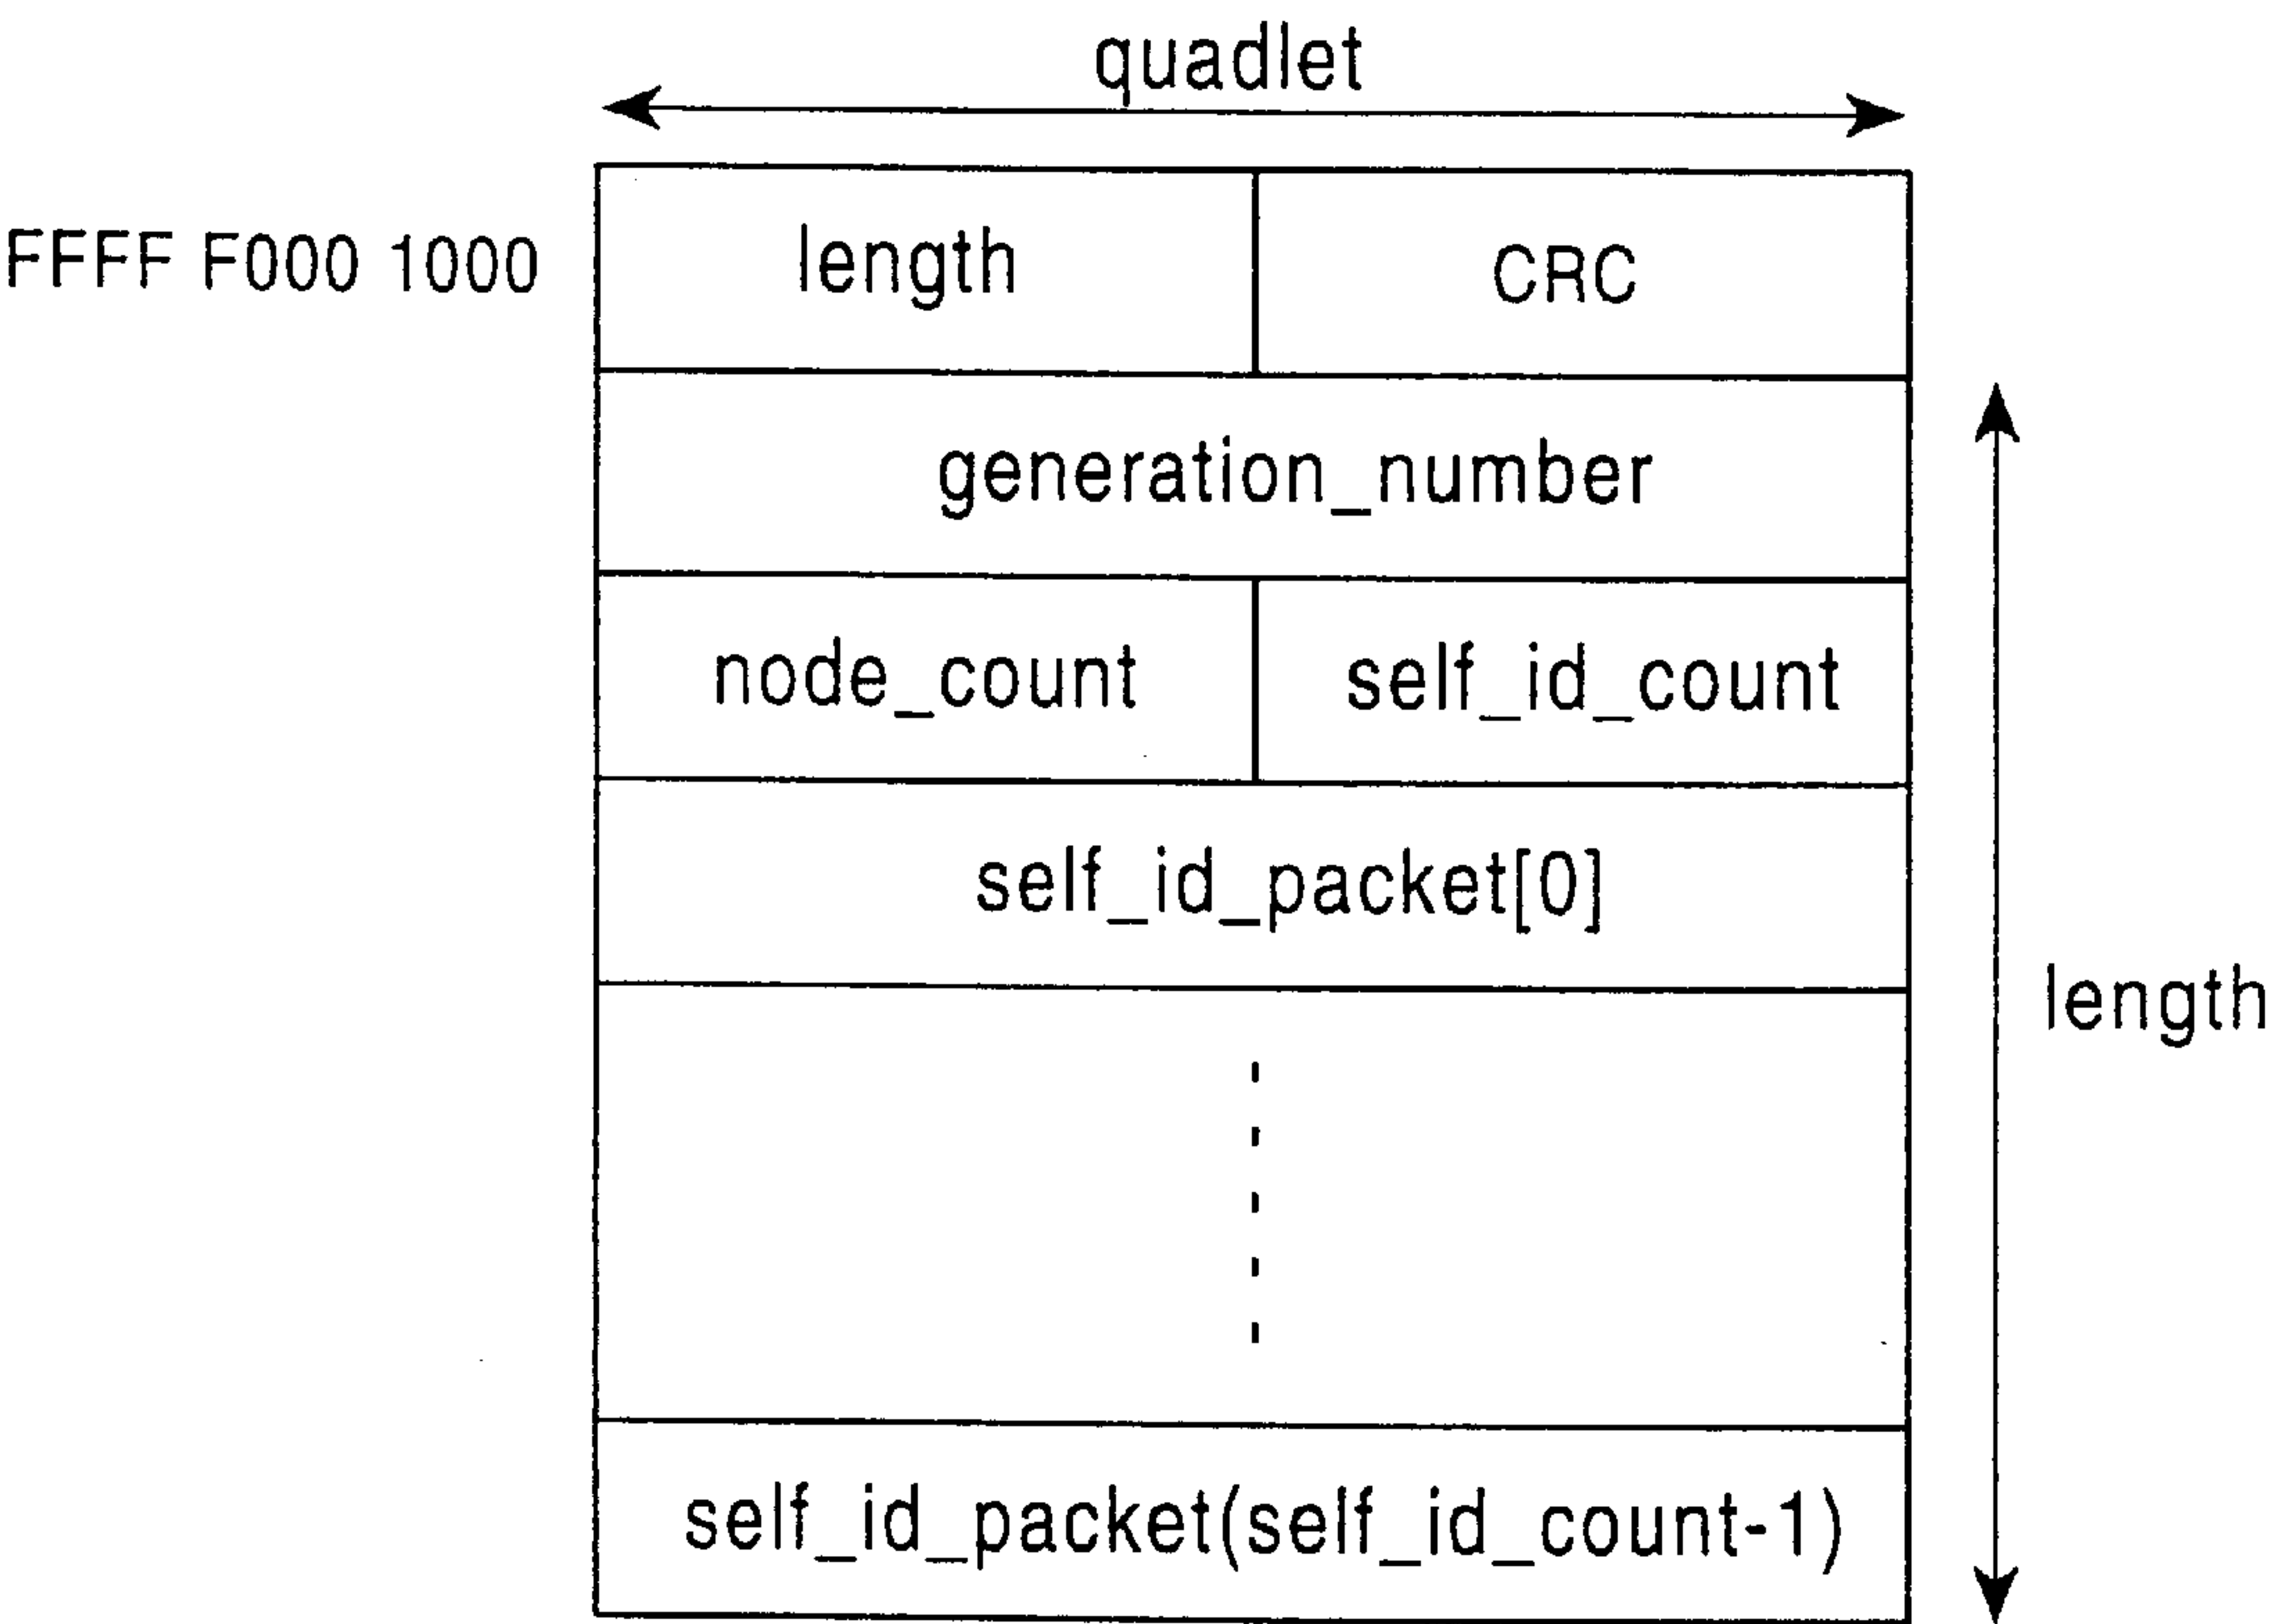 quadlet
FFFF F000 1000 length CRC
generation_number
node_count self_id_count
self_id_packet[0]
length
self_id_packet(self_id_count-1)